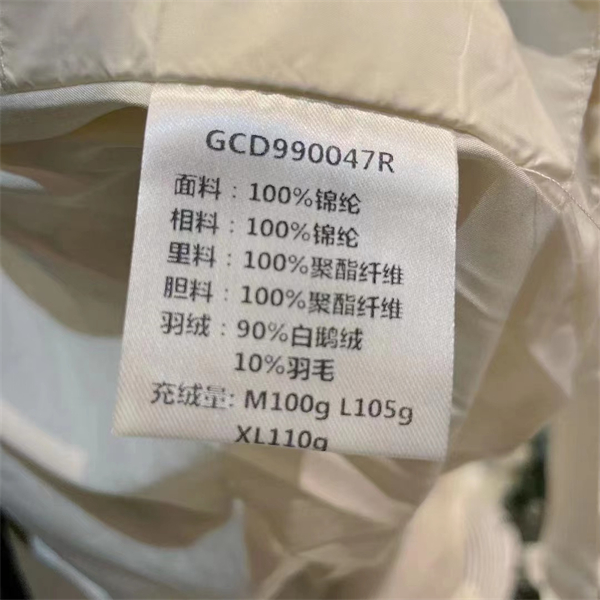 GCD990047R
面料：100%锦纶
相料：100%锦纶
里料：100%聚酯纤维
胆料：100%聚酯纤维
羽绒：90%白鹅绒
10%羽毛
充绒量: M100g L105g
XL110g